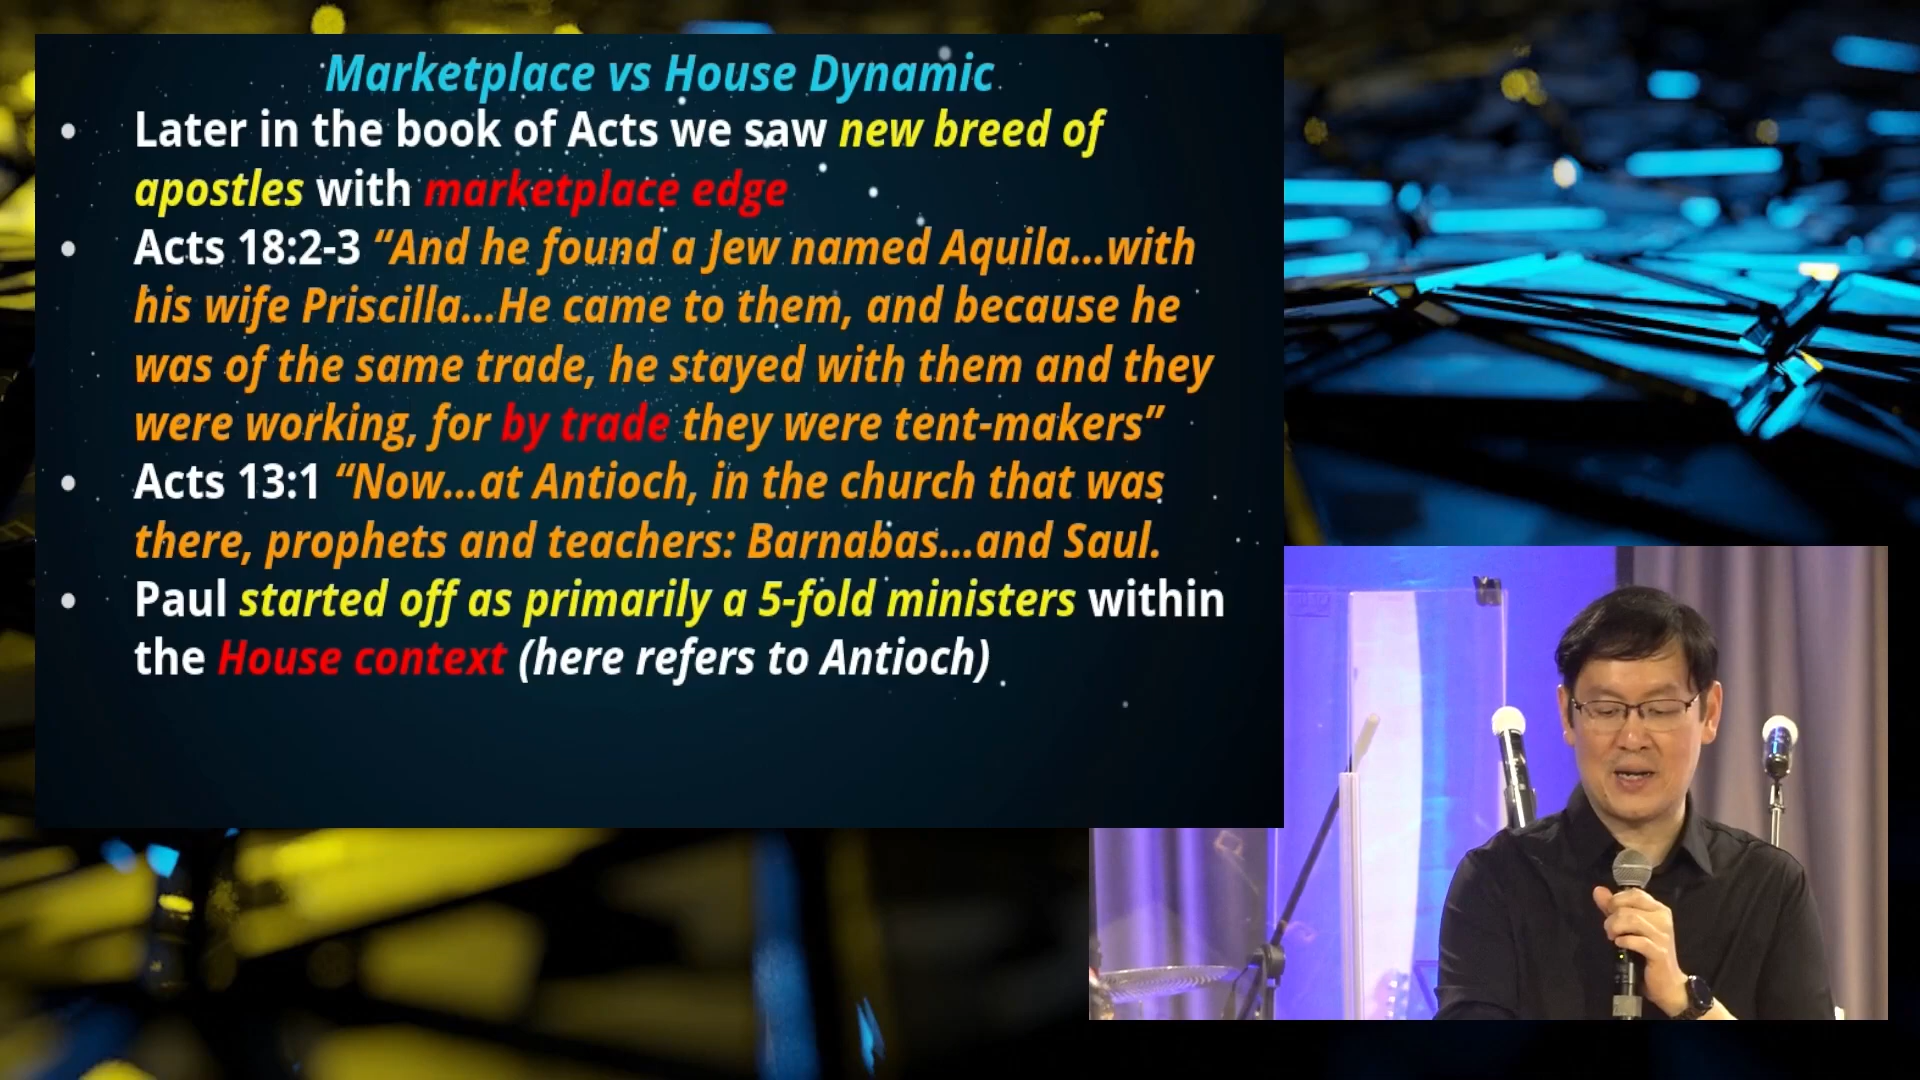 Marketplace vs House Dynamic
• Later in the book of Acts we saw new breed of
apostles with marketplace edge
• Acts 18:2-3 “And he found a Jew named Aquila...with
his wife Priscilla...He came to them, and because he
was of the same trade, he stayed with them and they
were working, for by trade they were tent-makers”
• Acts 13:1 “Now...at Antioch, in the church that was
there, prophets and teachers: Barnabas...and Saul.
• Paul started off as primarily a 5-fold ministers within
the House context (here refers to Antioch)